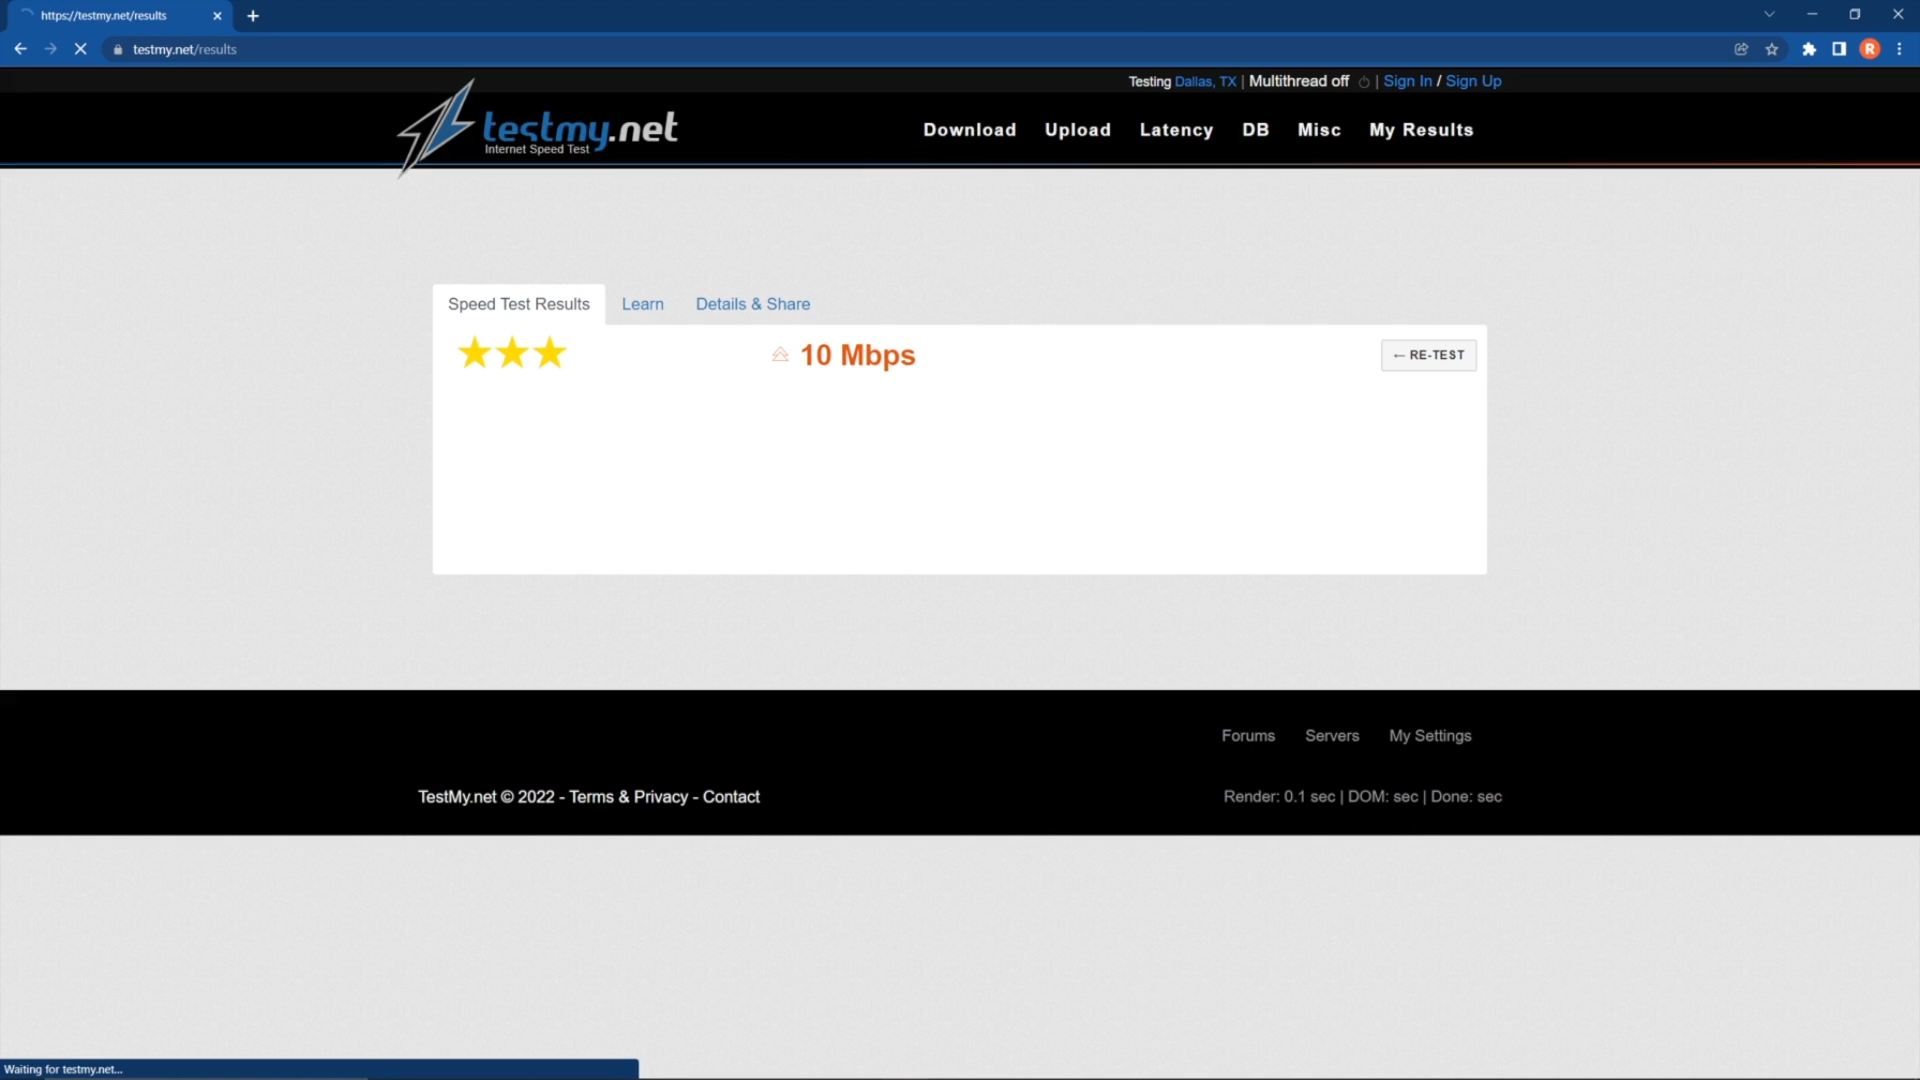 https://testmy.net/results
testmy.net/results
R
Testing Dallas, TX | Multithread off | Sign In / Sign Up
testmy.net
Internet Speed Test
Download Upload Latency DB Misc My Results
Speed Test Results Learn Details & Share
10 Mbps
← RE-TEST
Forums Servers My Settings
TestMy.net © 2022 - Terms & Privacy - Contact
Render: 0.1 sec | DOM: sec | Done: sec
Waiting for testmy.net...